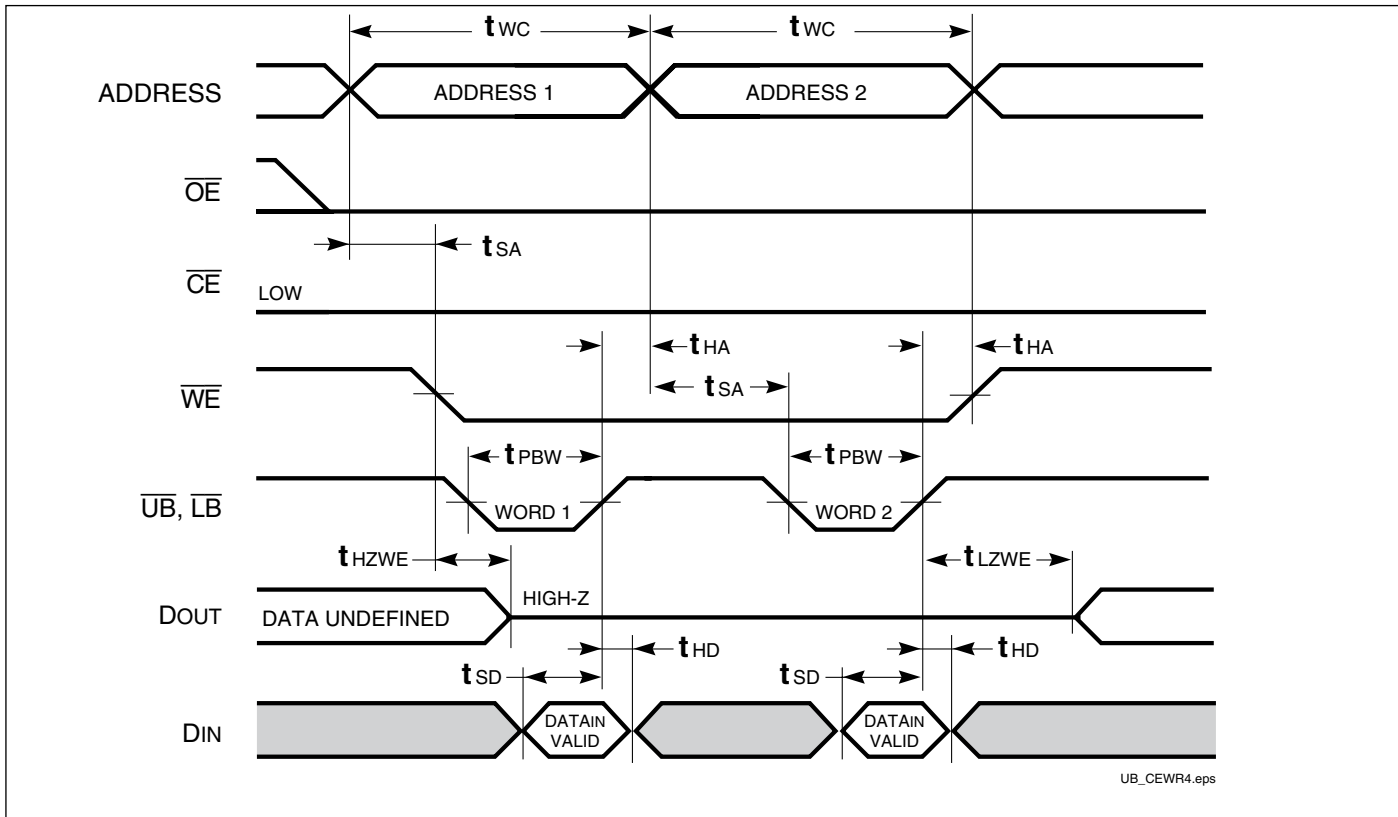 tWC tWC
ADDRESS ADDRESS 1 ADDRESS 2
OE
tSA
CE LOW
tHA tHA
WE tSA
tPBW tPBW
UB, LB WORD 1 WORD 2
tHZWE tLZWE
DOUT DATA UNDEFINED HIGH-Z
tHD tHD
tSD tSD
DIN DATAIN VALID DATAIN VALID
UB_CEWR4.eps